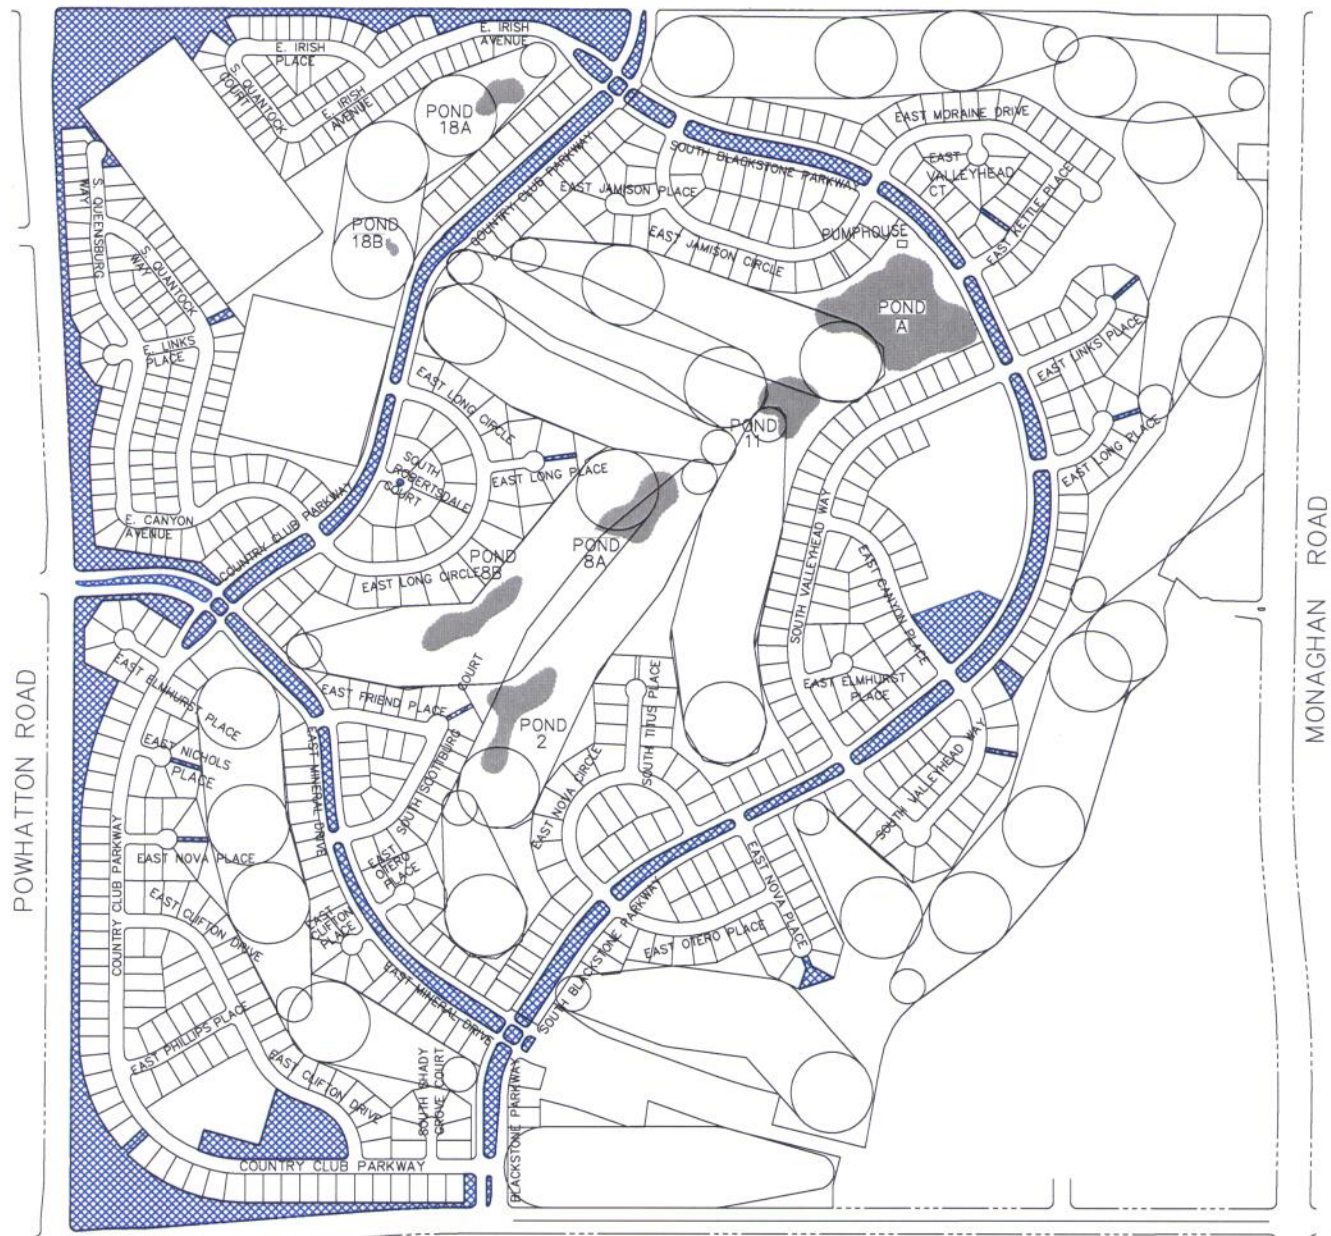 E. IRISH
AVENUE
E. IRISH
PLACE
S. QUANTOCK
COURT
E. IRISH
AVENUE
POND
18A
COUNTRY CLUB PARKWAY
SOUTH BLACKSTONE PARKWAY
EAST MORAINE DRIVE
EAST
VALLEYHEAD
CT
EAST KETTLE PLACE
EAST JAMISON PLACE
EAST JAMISON CIRCLE
PUMPHOUSE
S. QUEENSBURG
WAY
S. QUANTOCK
WAY
POND
18B
POND
A
E. LINKS
PLACE
EAST LINKS PLACE
EAST LONG CIRCLE
POND
11
EAST LONG PLACE
SOUTH
ROBERTSDALE
COURT
EAST LONG PLACE
E. CANYON
AVENUE
COUNTRY CLUB PARKWAY
POND
8B
POND
8A
EAST LONG CIRCLE
SOUTH VALLEYHEAD WAY
EAST CANYON PLACE
MONAGHAN ROAD
POWHATTON ROAD
EAST ELMHURST PLACE
EAST FRIEND PLACE
SOUTH SCOTTSBURG COURT
SOUTH TITUS PLACE
EAST ELMHURST
PLACE
POND
2
EAST NICHOLS
PLACE
EAST MINERAL DRIVE
EAST NOVA CIRCLE
SOUTH VALLEYHEAD WAY
COUNTRY CLUB PARKWAY
EAST NOVA PLACE
EAST
OTERO
PLACE
EAST NOVA PLACE
EAST CLIFTON DRIVE
EAST
CLIFTON
PLACE
EAST OTERO PLACE
SOUTH BLACKSTONE PARKWAY
EAST MINERAL DRIVE
EAST PHILLIPS PLACE
EAST CLIFTON DRIVE
SOUTH SHADY
GROVE COURT
BLACKSTONE PARKWAY
COUNTRY CLUB PARKWAY